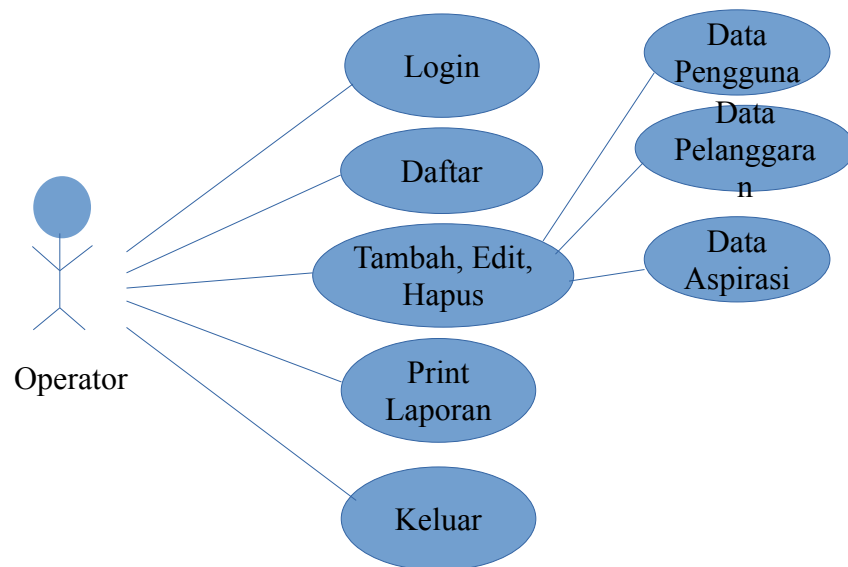 Login
Data
Pengguna
Data
Pelanggara
n
Daftar
Tambah, Edit,
Hapus
Data
Aspirasi
Operator
Print
Laporan
Keluar